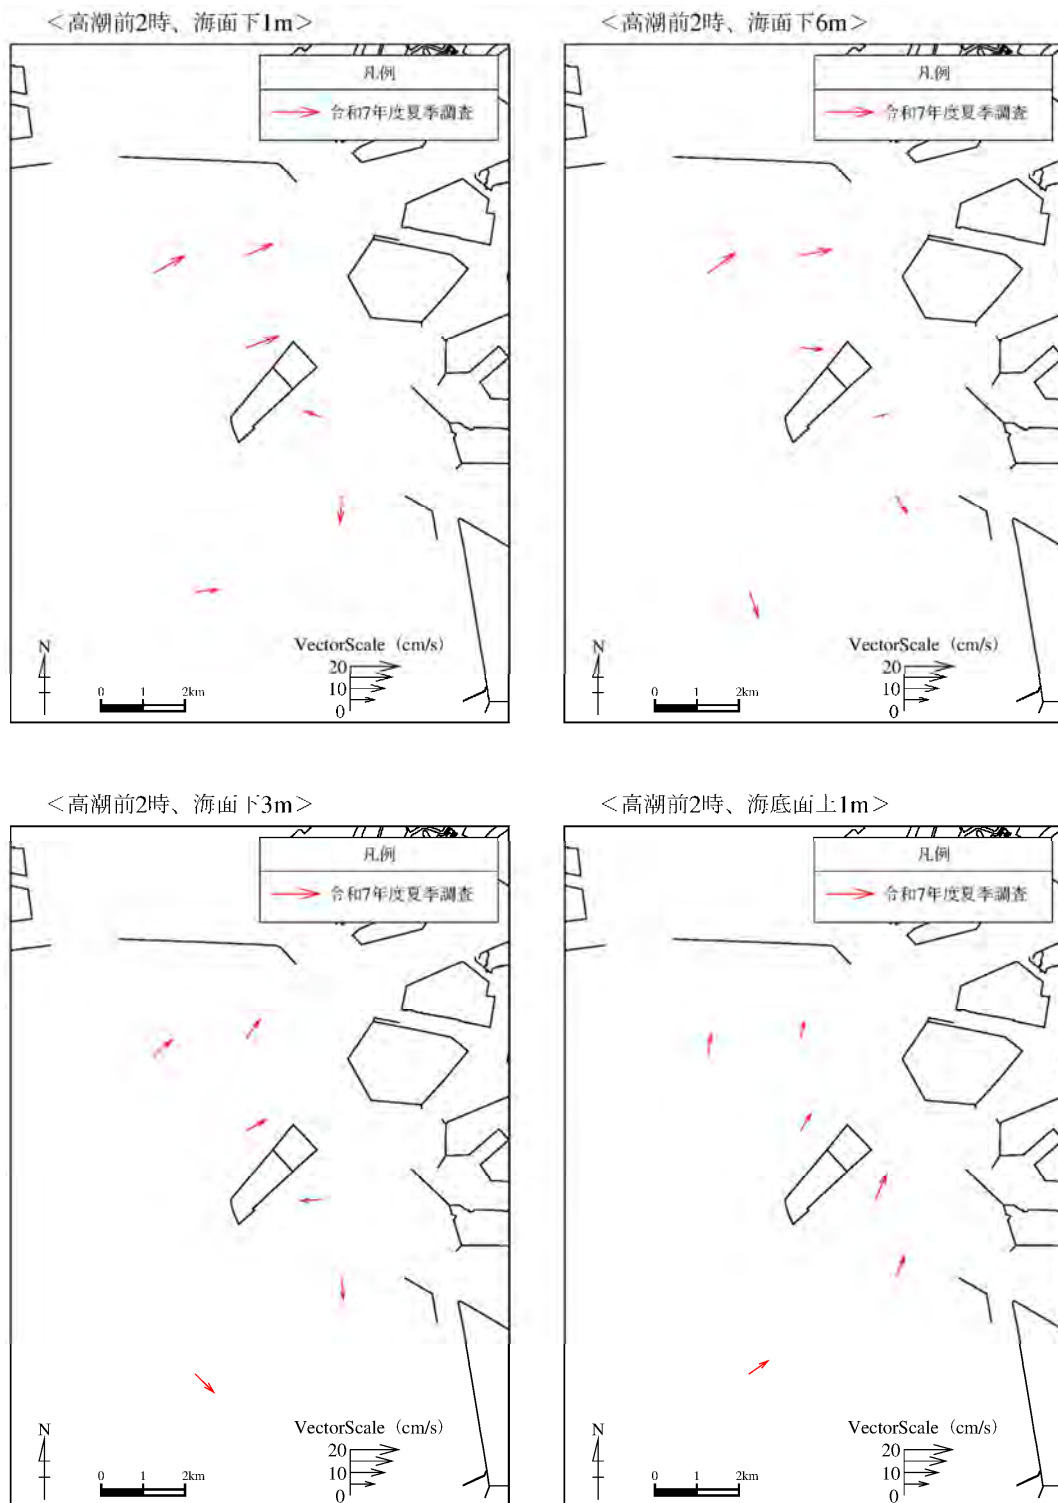 ＜高潮前2時、海面下1m＞
凡例
令和7年度夏季調査
N
0 1 2km
VectorScale (cm/s)
20
10
0
＜高潮前2時、海面下6m＞
凡例
令和7年度夏季調査
N
0 1 2km
VectorScale (cm/s)
20
10
0
＜高潮前2時、海面下3m＞
凡例
令和7年度夏季調査
N
0 1 2km
VectorScale (cm/s)
20
10
0
＜高潮前2時、海底面上1m＞
凡例
令和7年度夏季調査
N
0 1 2km
VectorScale (cm/s)
20
10
0